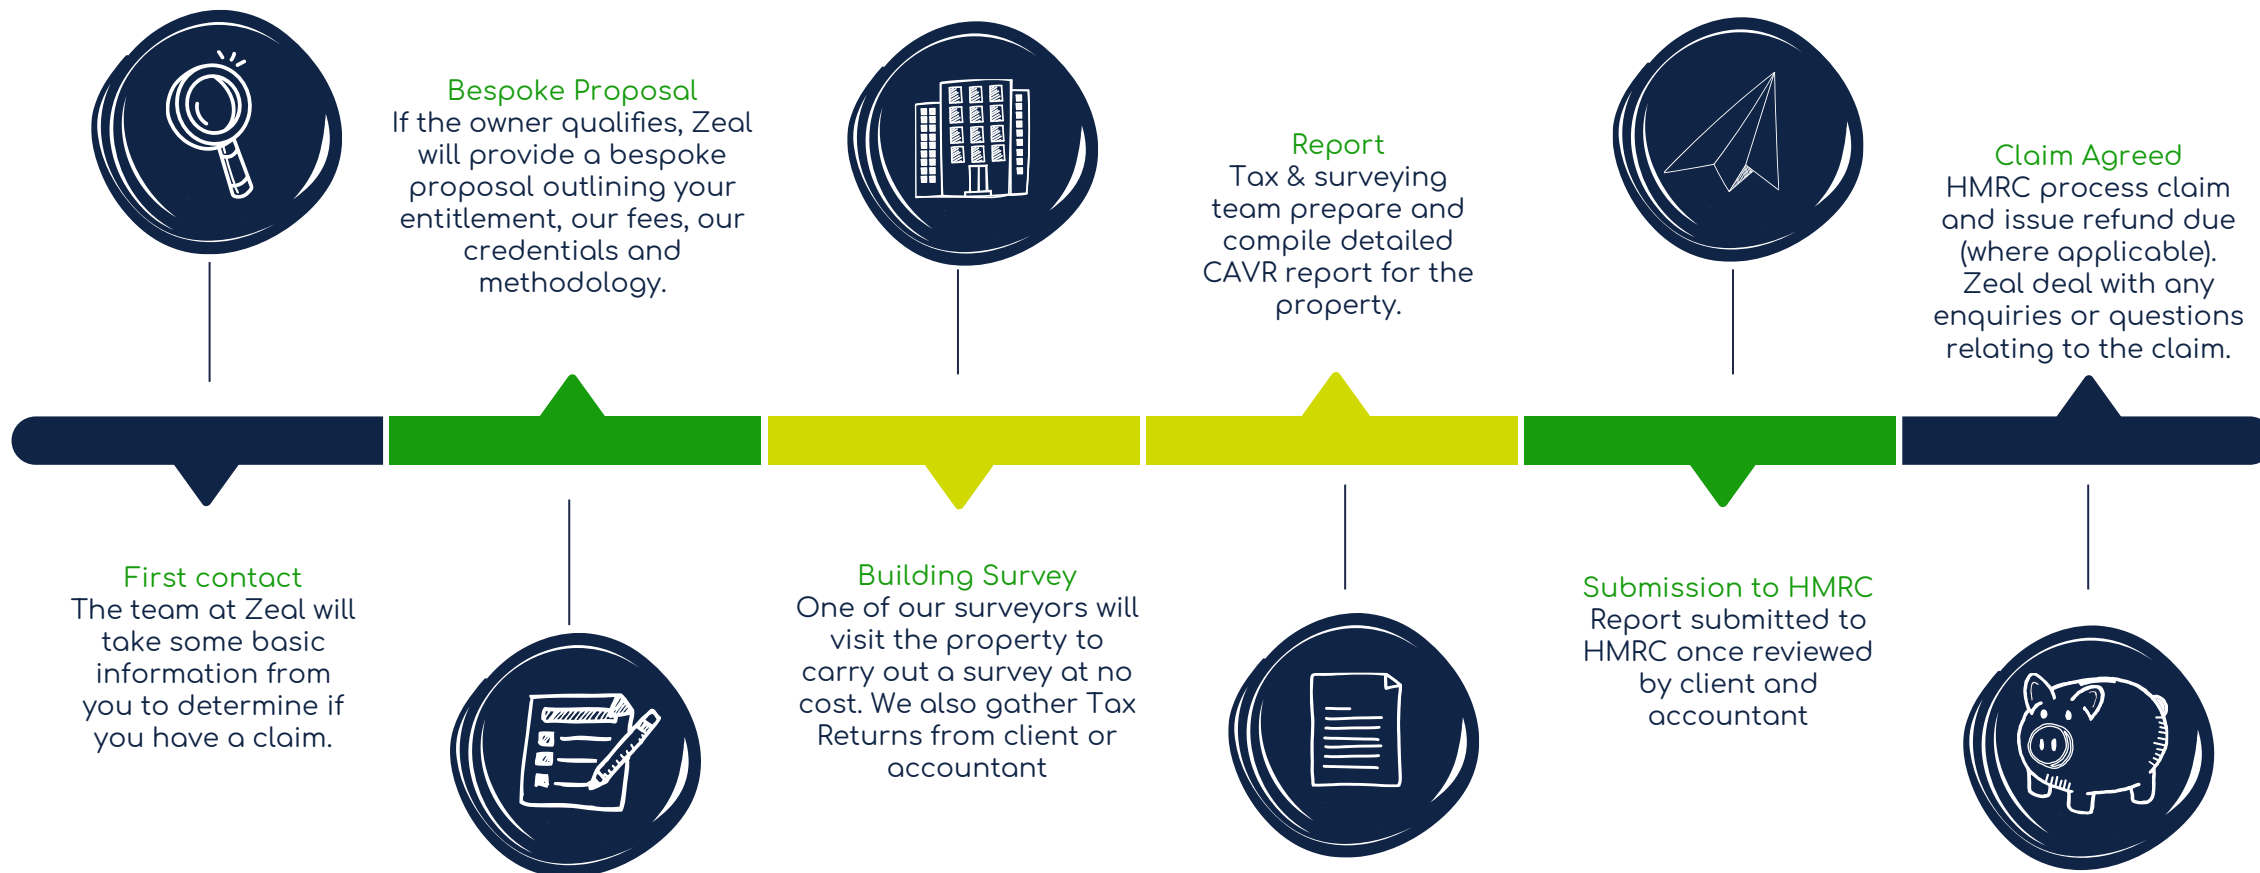 First contact
The team at Zeal will
take some basic
information from
you to determine if
you have a claim.
Bespoke Proposal
If the owner qualifies, Zeal
will provide a bespoke
proposal outlining your
entitlement, our fees, our
credentials and
methodology.
Building Survey
One of our surveyors will
visit the property to
carry out a survey at no
cost. We also gather Tax
Returns from client or
accountant
Report
Tax & surveying
team prepare and
compile detailed
CAVR report for the
property.
Submission to HMRC
Report submitted to
HMRC once reviewed
by client and
accountant
Claim Agreed
HMRC process claim
and issue refund due
(where applicable).
Zeal deal with any
enquiries or questions
relating to the claim.